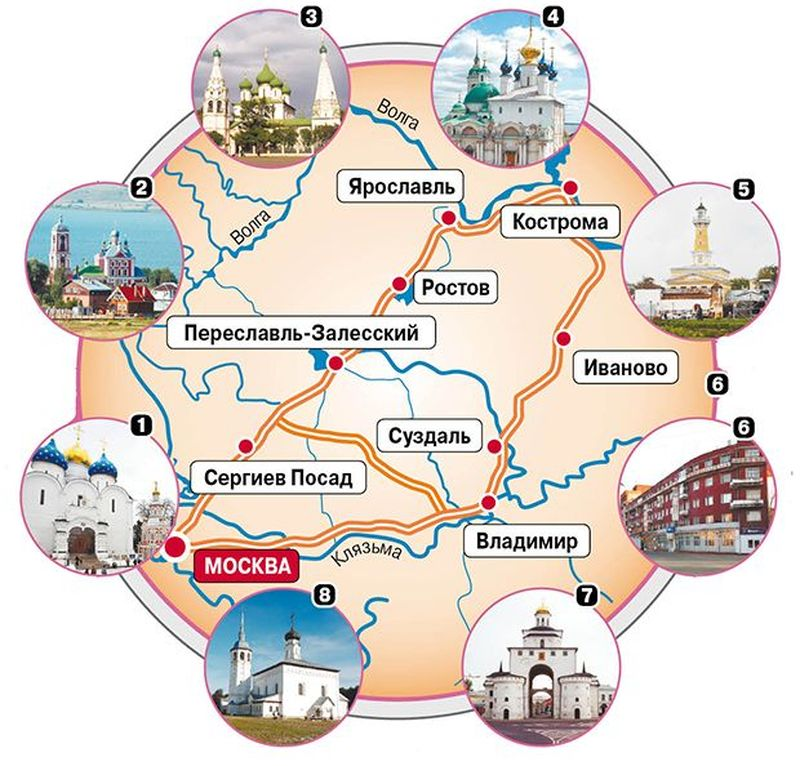 3
4
Волга
2
Ярославль
5
Кострома
Волга
Ростов
Переславль-Залесский
Иваново
6
1
Суздаль
6
Сергиев Посад
Владимир
Клязьма
МОСКВА
8
7